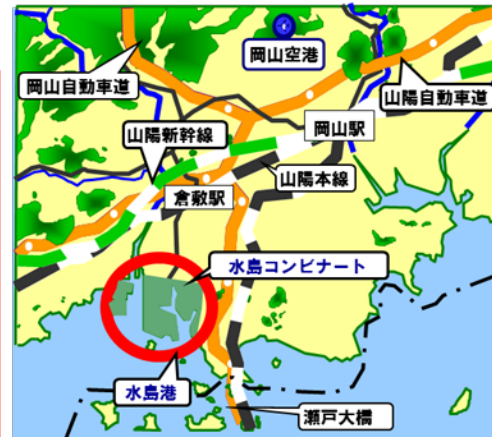 岡山空港
岡山自動車道
山陽自動車道
岡山駅
山陽新幹線
山陽本線
倉敷駅
水島コンビナート
水島港
瀬戸大橋